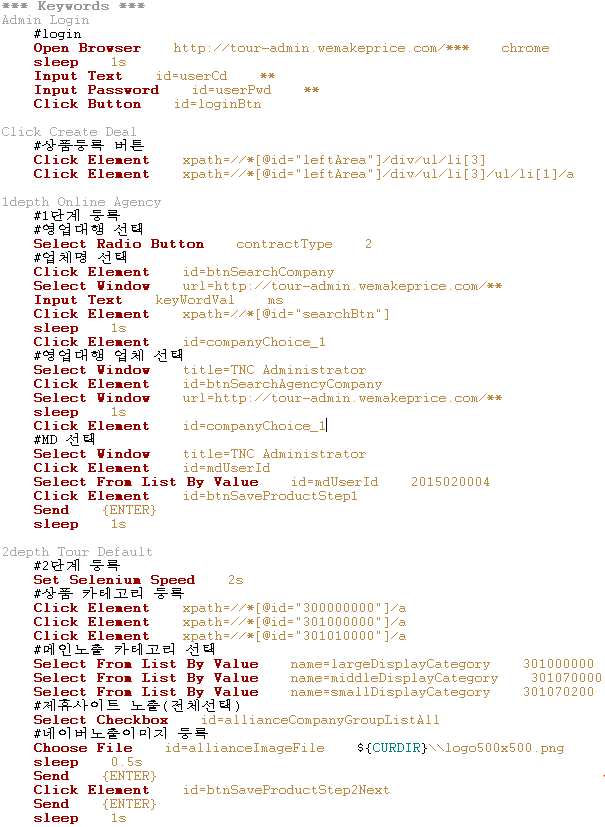 *** Keywords ***
Admin Login
    #login
    Open Browser    http://tour-admin.wemakeprice.com/***    chrome
    sleep    1s
    Input Text    id=userCd    **
    Input Password    id=userPwd    **
    Click Button    id=loginBtn

Click Create Deal
    #상품등록 버튼
    Click Element    xpath=//*[@id="leftArea"]/div/ul/li[3]
    Click Element    xpath=//*[@id="leftArea"]/div/ul/li[3]/ul/li[1]/a

1depth Online Agency
    #1단계 등록
    #영업대행 선택
    Select Radio Button    contractType    2
    #업체명 선택
    Click Element    id=btnSearchCompany
    Select Window    url=http://tour-admin.wemakeprice.com/**
    Input Text    keyWordVal    ms
    Click Element    xpath=//*[@id="searchBtn"]
    sleep    1s
    Click Element    id=companyChoice_1
    #영업대행 업체 선택
    Select Window    title=TNC Administrator
    Click Element    id=btnSearchAgencyCompany
    Select Window    url=http://tour-admin.wemakeprice.com/**
    sleep    1s
    Click Element    id=companyChoice_1
    #MD 선택
    Select Window    title=TNC Administrator
    Click Element    id=mdUserId
    Select From List By Value    id=mdUserId    2015020004
    Click Element    id=btnSaveProductStep1
    Send    {ENTER}
    sleep    1s

2depth Tour Default
    #2단계 등록
    Set Selenium Speed    2s
    #상품 카테고리 등록
    Click Element    xpath=//*[@id="300000000"]/a
    Click Element    xpath=//*[@id="301000000"]/a
    Click Element    xpath=//*[@id="301010000"]/a
    #메인노출 카테고리 선택
    Select From List By Value    name=largeDisplayCategory    301000000
    Select From List By Value    name=middleDisplayCategory    301070000
    Select From List By Value    name=smallDisplayCategory    301070200
    #제휴사이트 노출(전체선택)
    Select Checkbox    id=allianceCompanyGroupListAll
    #네이버노출이미지 등록
    Choose File    id=allianceImageFile    ${CURDIR}\\logo500x500.png
    sleep    0.5s
    Send    {ENTER}
    Click Element    id=btnSaveProductStep2Next
    Send    {ENTER}
    sleep    1s